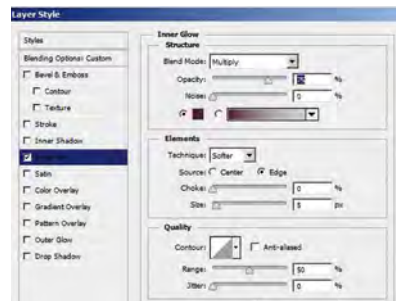 Layer Style
Styles
Blending Options: Custom
Bevel & Emboss
Contour
Texture
Stroke
Inner Shadow
Satin
Color Overlay
Gradient Overlay
Pattern Overlay
Outer Glow
Drop Shadow
Inner Glow
Structure
Blend Mode: Multiply
Opacity: 75 %
Noise: 0 %
Elements
Technique: Softer
Source: Center Edge
Choke: 0 %
Size: 5 px
Quality
Contour: Anti-aliased
Range: 50 %
Jitter: 0 %